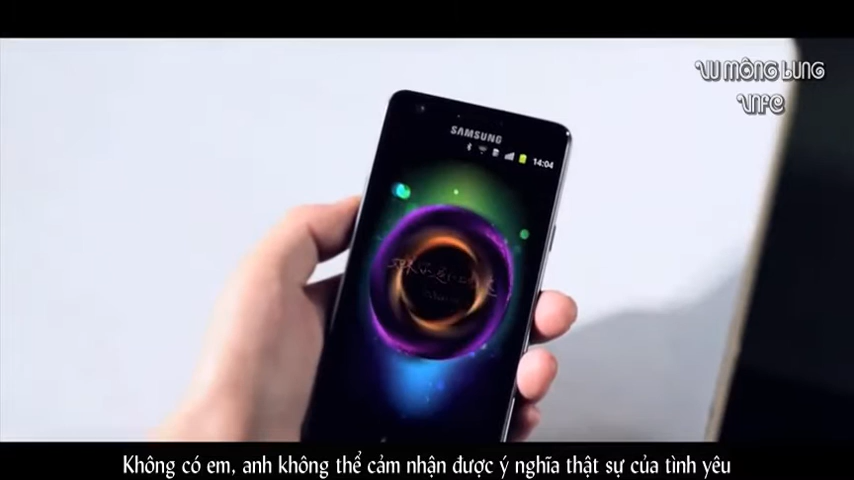 VU MÔNG LUNG
VNFC
SAMSUNG
14:04
Không có em, anh không thể cảm nhận được ý nghĩa thật sự của tình yêu